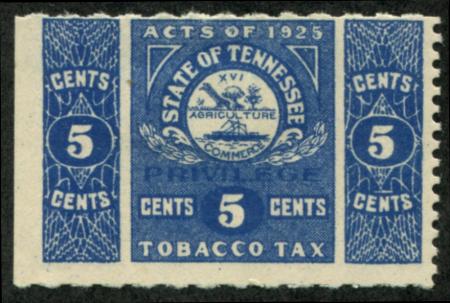 ACTS OF 1925
STATE OF TENNESSEE
XVI
AGRICULTURE
COMMERCE
PRIVILEGE
CENTS 5 CENTS
TOBACCO TAX
CENTS
5
CENTS
CENTS
5
CENTS